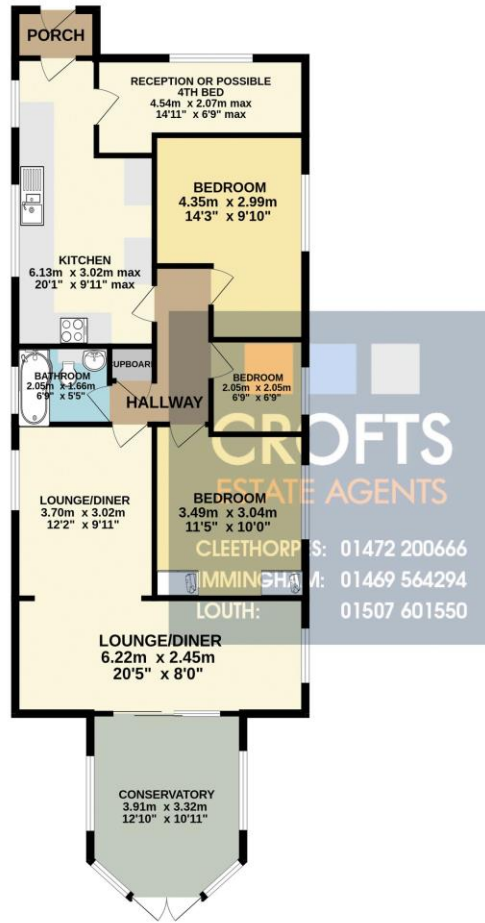 PORCH
RECEPTION OR POSSIBLE
4TH BED
4.54m x 2.07m max
14'11" x 6'9" max
BEDROOM
4.35m x 2.99m
14'3" x 9'10"
KITCHEN
6.13m x 3.02m max
20'1" x 9'11" max
CUPBOARD
BATHROOM
2.05m x 1.66m
6'9" x 5'5"
HALLWAY
BEDROOM
2.05m x 2.05m
6'9" x 6'9"
CROFTS
ESTATE AGENTS
LOUNGE/DINER
3.70m x 3.02m
12'2" x 9'11"
BEDROOM
3.49m x 3.04m
11'5" x 10'0"
CLEETHORPES: 01472 200666
IMMINGHAM: 01469 564294
LOUTH: 01507 601550
LOUNGE/DINER
6.22m x 2.45m
20'5" x 8'0"
CONSERVATORY
3.91m x 3.32m
12'10" x 10'11"